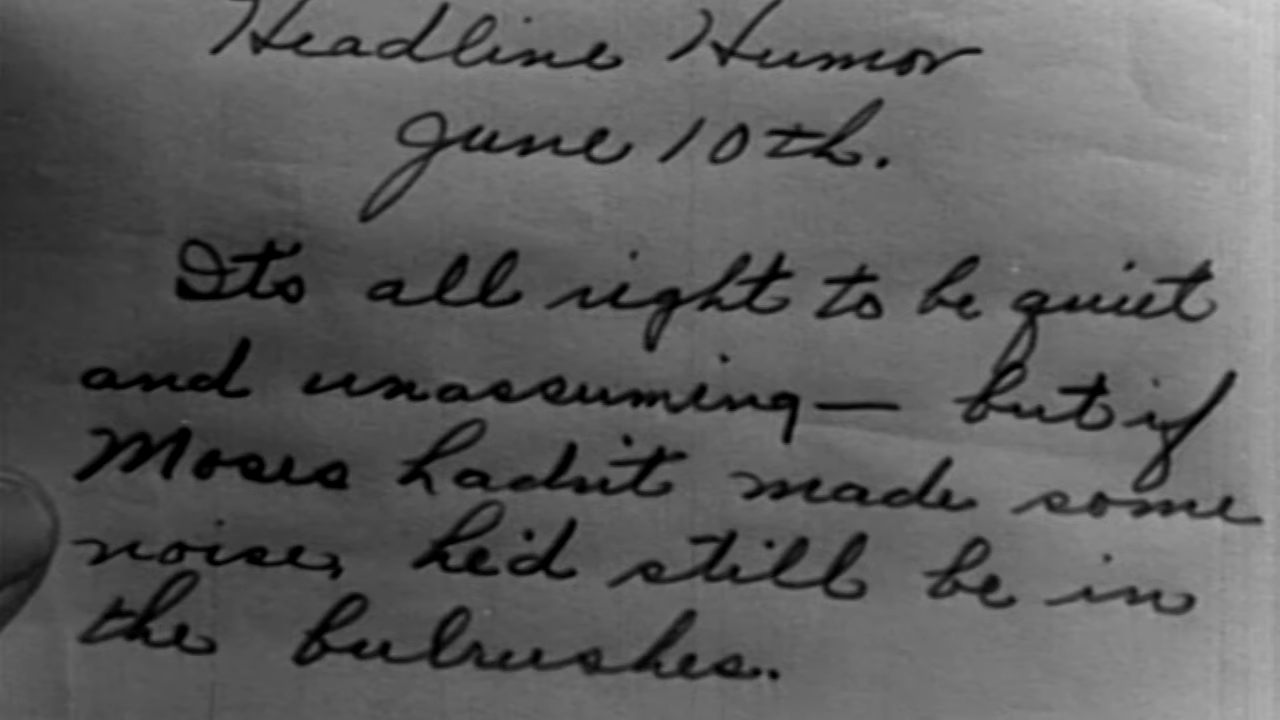 Headline Humor
June 10th.
Its all right to be quiet
and unassuming — but if
Moses hadn't made some
noise, he'd still be in
the bulrushes.